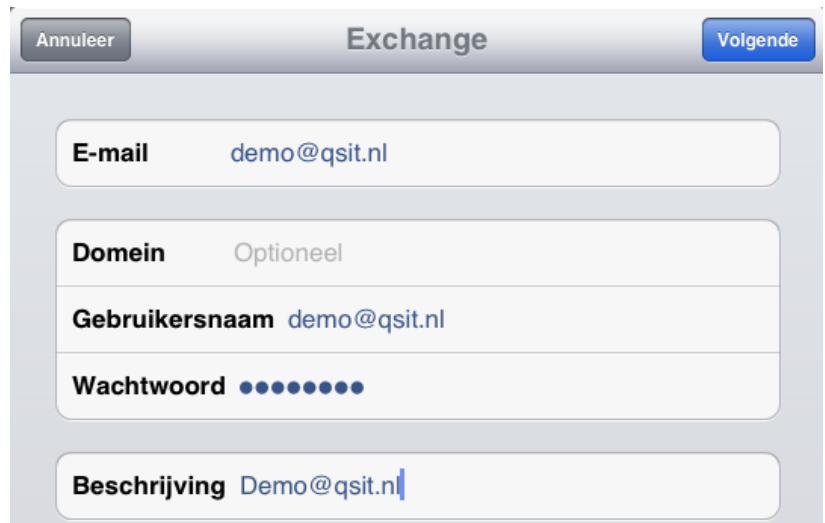 Annuleer Exchange Volgende
E-mail demo@qsit.nl
Domein Optioneel
Gebruikersnaam demo@qsit.nl
Wachtwoord ●●●●●●●●
Beschrijving Demo@qsit.nl